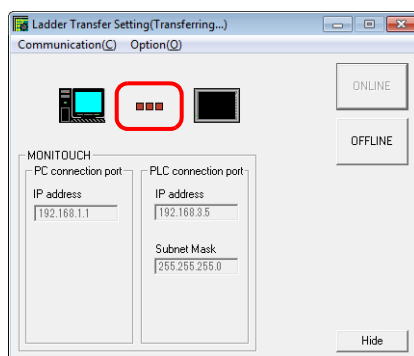 Ladder Transfer Setting(Transferring...)
Communication(C) Option(O)
ONLINE
OFFLINE
MONITOUCH
PC connection port
PLC connection port
IP address
IP address
192.168.1.1
192.168.3.5
Subnet Mask
255.255.255.0
Hide